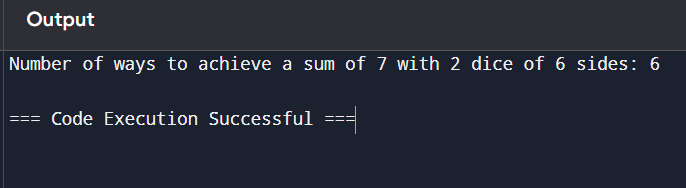 Output
Number of ways to achieve a sum of 7 with 2 dice of 6 sides: 6
=== Code Execution Successful ===